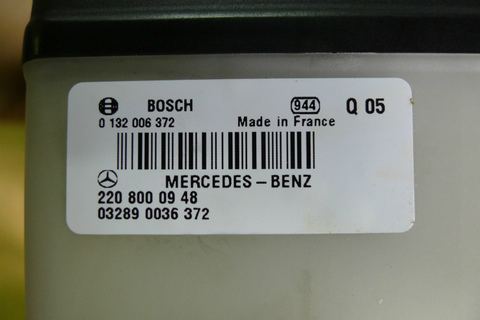 BOSCH 944 Q 05
0 132 006 372 Made in France
MERCEDES-BENZ
220 800 09 48
03289 0036 372